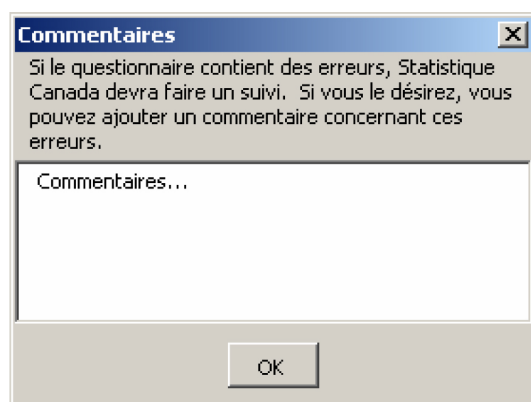 Commentaires
Si le questionnaire contient des erreurs, Statistique
Canada devra faire un suivi.  Si vous le désirez, vous
pouvez ajouter un commentaire concernant ces
erreurs.
Commentaires...
OK